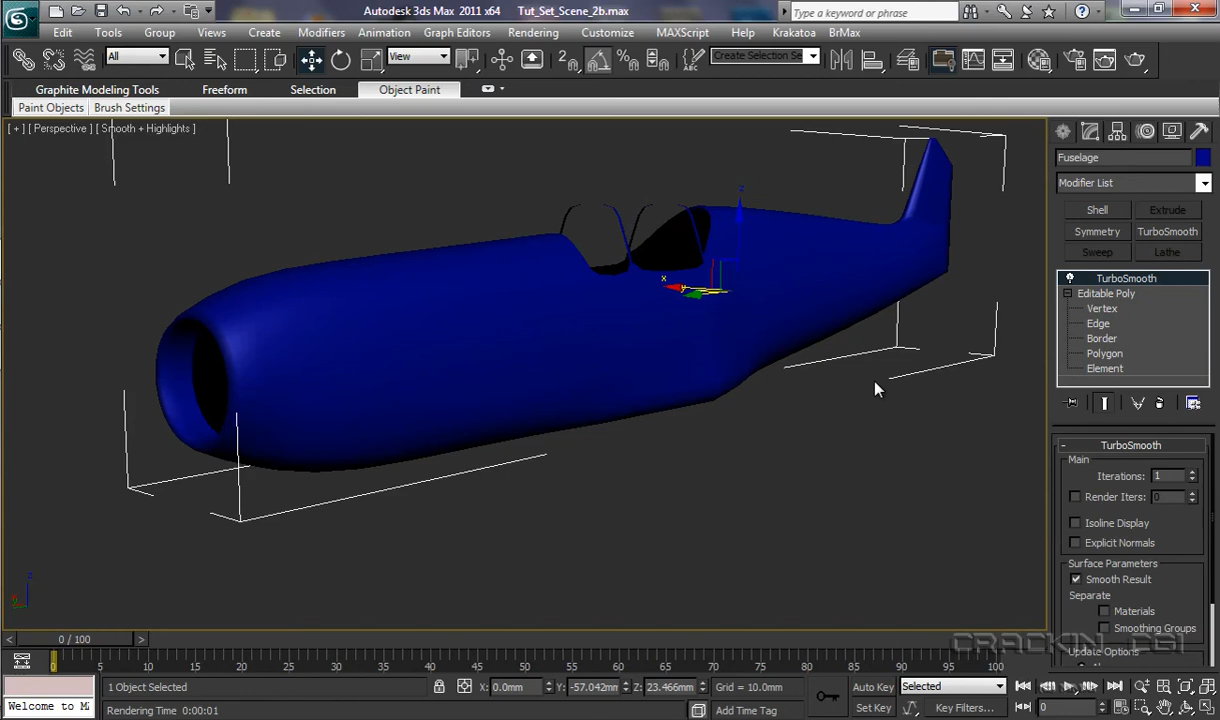 Autodesk 3ds Max 2011 x64 Tut_Set_Scene_2b.max
Type a keyword or phrase
Edit Tools Group Views Create Modifiers Animation Graph Editors Rendering Customize MAXScript Help Krakatoa BrMax
All View Create Selection Se
Graphite Modeling Tools Freeform Selection Object Paint
Paint Objects Brush Settings
[ + ] [ Perspective ] [ Smooth + Highlights ]
Fuselage
Modifier List
Shell Extrude
Symmetry TurboSmooth
Sweep Lathe
TurboSmooth
Editable Poly
Vertex
Edge
Border
Polygon
Element
- TurboSmooth
Main
Iterations: 1
Render Iters: 0
Isoline Display
Explicit Normals
Surface Parameters
Smooth Result
Separate
Materials
Smoothing Groups
Update Options
z
x
y
z
CRACKIN_CGI
< 0 / 100 >
0 5 10 15 20 25 30 35 40 45 50 55 60 65 70 75 80 85 90 95 100
1 Object Selected X: 0.0mm Y: -57.042mm Z: 23.466mm Grid = 10.0mm Auto Key Selected
Welcome to Ma Rendering Time 0:00:01 Add Time Tag Set Key Key Filters... 0